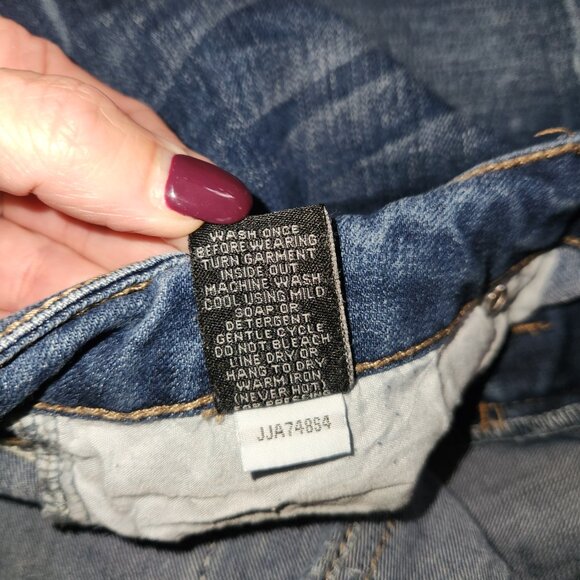 WASH ONCE
BEFORE WEARING
TURN GARMENT
INSIDE OUT
MACHINE WASH
COOL USING MILD
SOAP OR
DETERGENT
GENTLE CYCLE
DO NOT BLEACH
LINE DRY OR
HANG TO DRY
WARM IRON
(NEVER HOT)
JJA74884